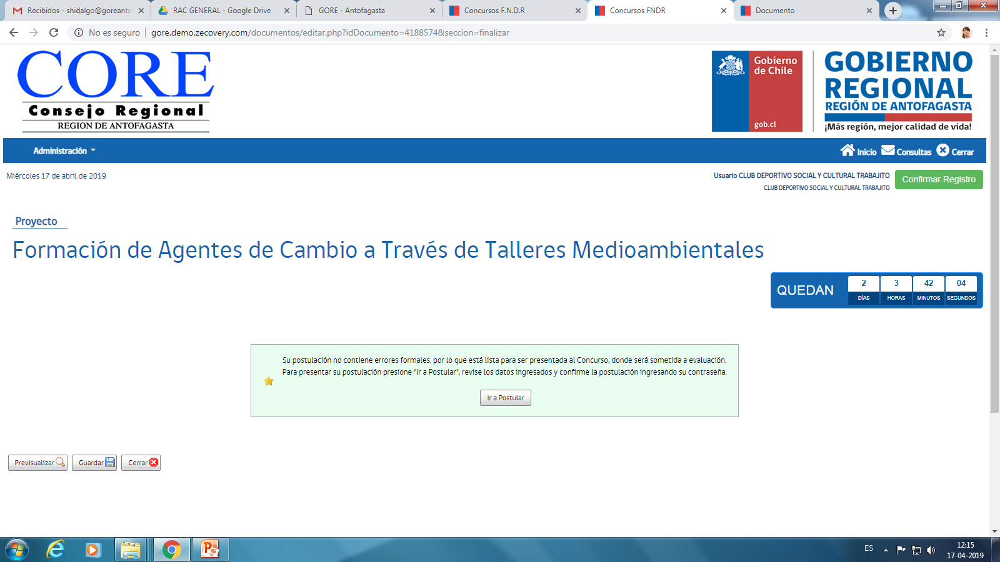 Recibidos - shidalgo@goreanto
RAC GENERAL - Google Drive
GORE - Antofagasta
Concursos F.N.D.R
Concursos FNDR
Documento
No es seguro | gore.demo.zecovery.com/documentos/editar.php?idDocumento=4188574&seccion=finalizar
CORE
Consejo Regional
REGION DE ANTOFAGASTA
Gobierno
de Chile
gob.cl
GOBIERNO
REGIONAL
REGIÓN DE ANTOFAGASTA
¡Más región, mejor calidad de vida!
Administración
Inicio
Consultas
Cerrar
Miércoles 17 de abril de 2019
Usuario CLUB DEPORTIVO SOCIAL Y CULTURAL TRABAJITO
CLUB DEPORTIVO SOCIAL Y CULTURAL TRABAJITO
Confirmar Registro
Proyecto
Formación de Agentes de Cambio a Través de Talleres Medioambientales
QUEDAN
2 3 42 04
DÍAS HORAS MINUTOS SEGUNDOS
Su postulación no contiene errores formales, por lo que está lista para ser presentada al Concurso, donde será sometida a evaluación.
Para presentar su postulación presione "Ir a Postular", revise los datos ingresados y confirme la postulación ingresando su contraseña.
Ir a Postular
Previsualizar
Guardar
Cerrar
ES
12:15
17-04-2019